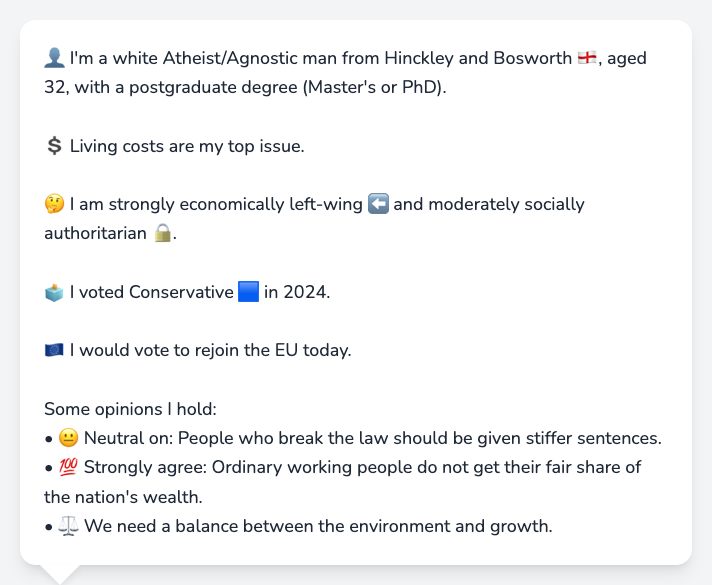 👤 I'm a white Atheist/Agnostic man from Hinckley and Bosworth 🏴󠁧󠁢󠁥󠁮󠁧󠁿, aged
32, with a postgraduate degree (Master's or PhD).
💲 Living costs are my top issue.
🤔 I am strongly economically left-wing ⬅️ and moderately socially
authoritarian 🔒.
🗳️ I voted Conservative 🟦 in 2024.
🇪🇺 I would vote to rejoin the EU today.
Some opinions I hold:
• 😐 Neutral on: People who break the law should be given stiffer sentences.
• 💯 Strongly agree: Ordinary working people do not get their fair share of
the nation's wealth.
• ⚖️ We need a balance between the environment and growth.